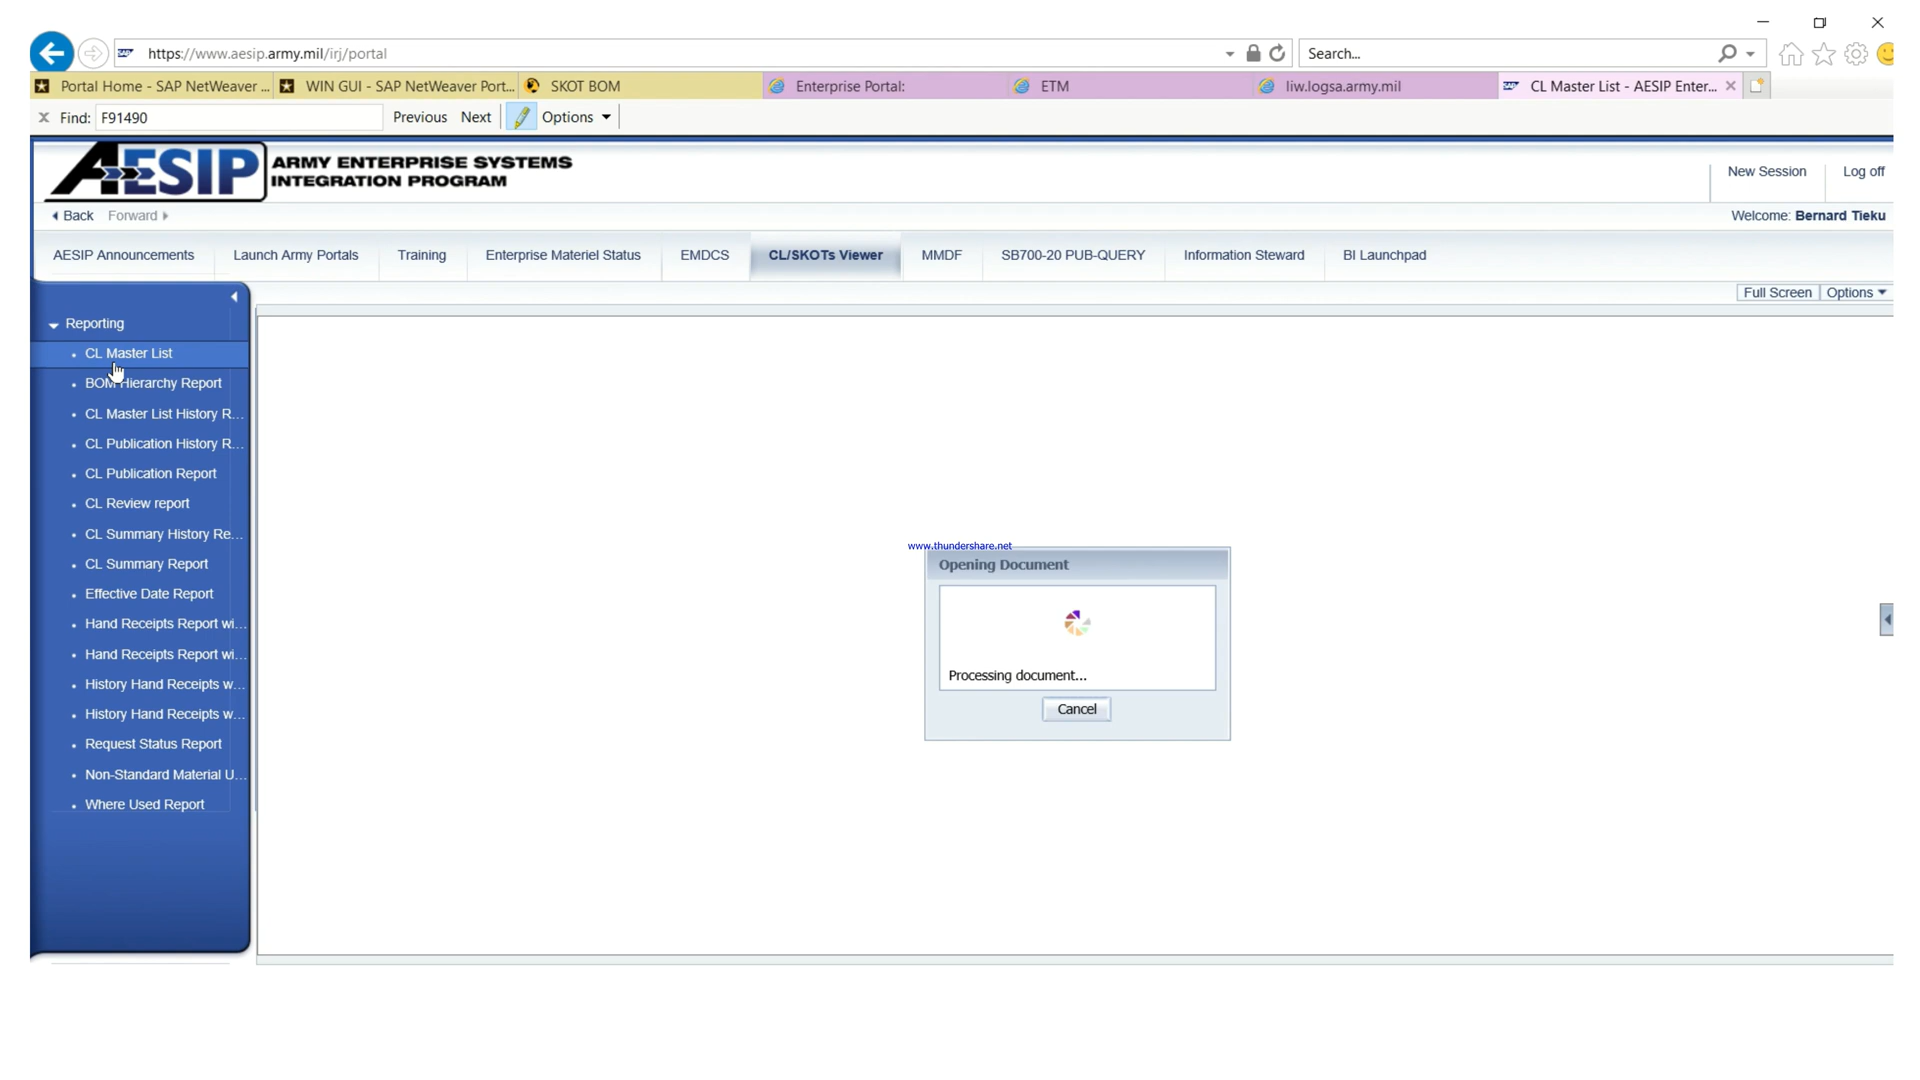 https://www.aesip.army.mil/irj/portal
Search...
Portal Home - SAP NetWeaver ...
WIN GUI - SAP NetWeaver Port...
SKOT BOM
Enterprise Portal:
ETM
liw.logsa.army.mil
CL Master List - AESIP Enter...
Find: F91490
Previous
Next
Options
AESIP
ARMY ENTERPRISE SYSTEMS
INTEGRATION PROGRAM
New Session
Log off
Back
Forward
Welcome: Bernard Tieku
AESIP Announcements
Launch Army Portals
Training
Enterprise Materiel Status
EMDCS
CL/SKOTs Viewer
MMDF
SB700-20 PUB-QUERY
Information Steward
BI Launchpad
Full Screen
Options
Reporting
CL Master List
BOM Hierarchy Report
CL Master List History R...
CL Publication History R...
CL Publication Report
CL Review report
CL Summary History Re...
CL Summary Report
Effective Date Report
Hand Receipts Report wi...
Hand Receipts Report wi...
History Hand Receipts w...
History Hand Receipts w...
Request Status Report
Non-Standard Material U...
Where Used Report
www.thundershare.net
Opening Document
Processing document...
Cancel